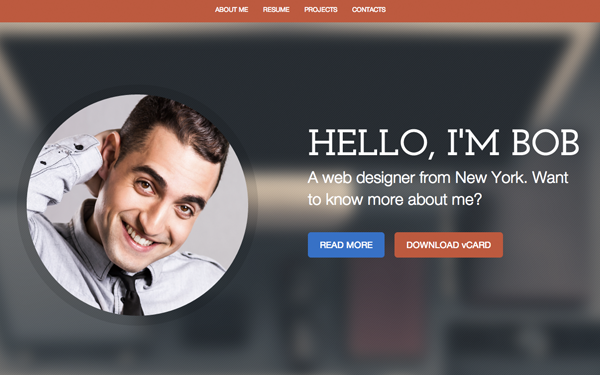 ABOUT ME RESUME PROJECTS CONTACTS
HELLO, I'M BOB
A web designer from New York. Want
to know more about me?
READ MORE DOWNLOAD vCARD